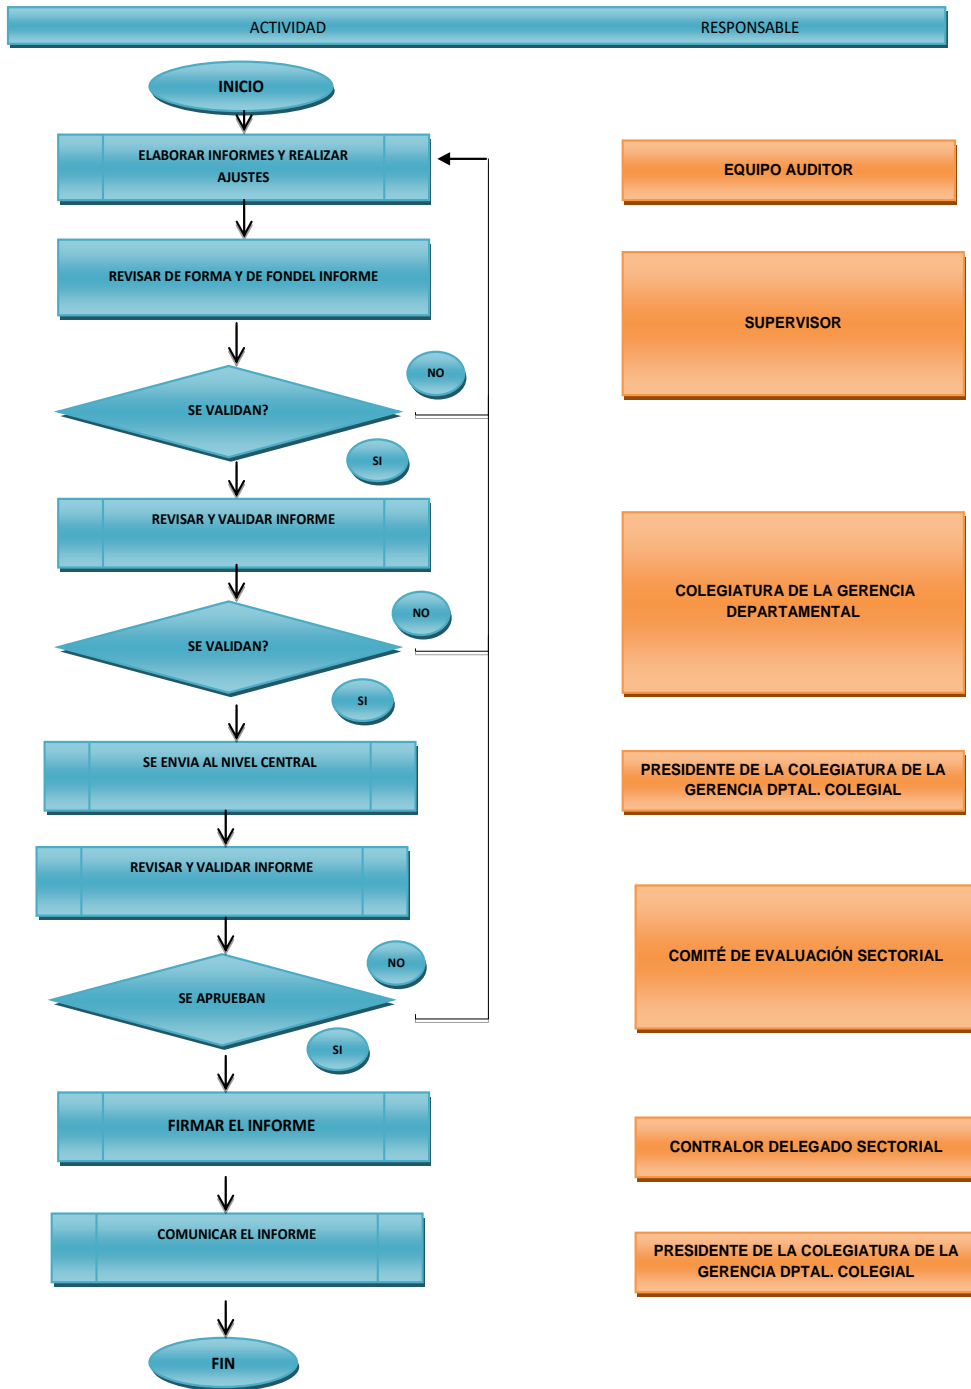 ACTIVIDAD RESPONSABLE
INICIO
ELABORAR INFORMES Y REALIZAR
AJUSTES
EQUIPO AUDITOR
REVISAR DE FORMA Y DE FONDEL INFORME
SUPERVISOR
NO
SE VALIDAN?
SI
REVISAR Y VALIDAR INFORME
COLEGIATURA DE LA GERENCIA
DEPARTAMENTAL
NO
SE VALIDAN?
SI
SE ENVIA AL NIVEL CENTRAL
PRESIDENTE DE LA COLEGIATURA DE LA
GERENCIA DPTAL. COLEGIAL
REVISAR Y VALIDAR INFORME
COMITÉ DE EVALUACIÓN SECTORIAL
NO
SE APRUEBAN
SI
FIRMAR EL INFORME
CONTRALOR DELEGADO SECTORIAL
COMUNICAR EL INFORME
PRESIDENTE DE LA COLEGIATURA DE LA
GERENCIA DPTAL. COLEGIAL
FIN